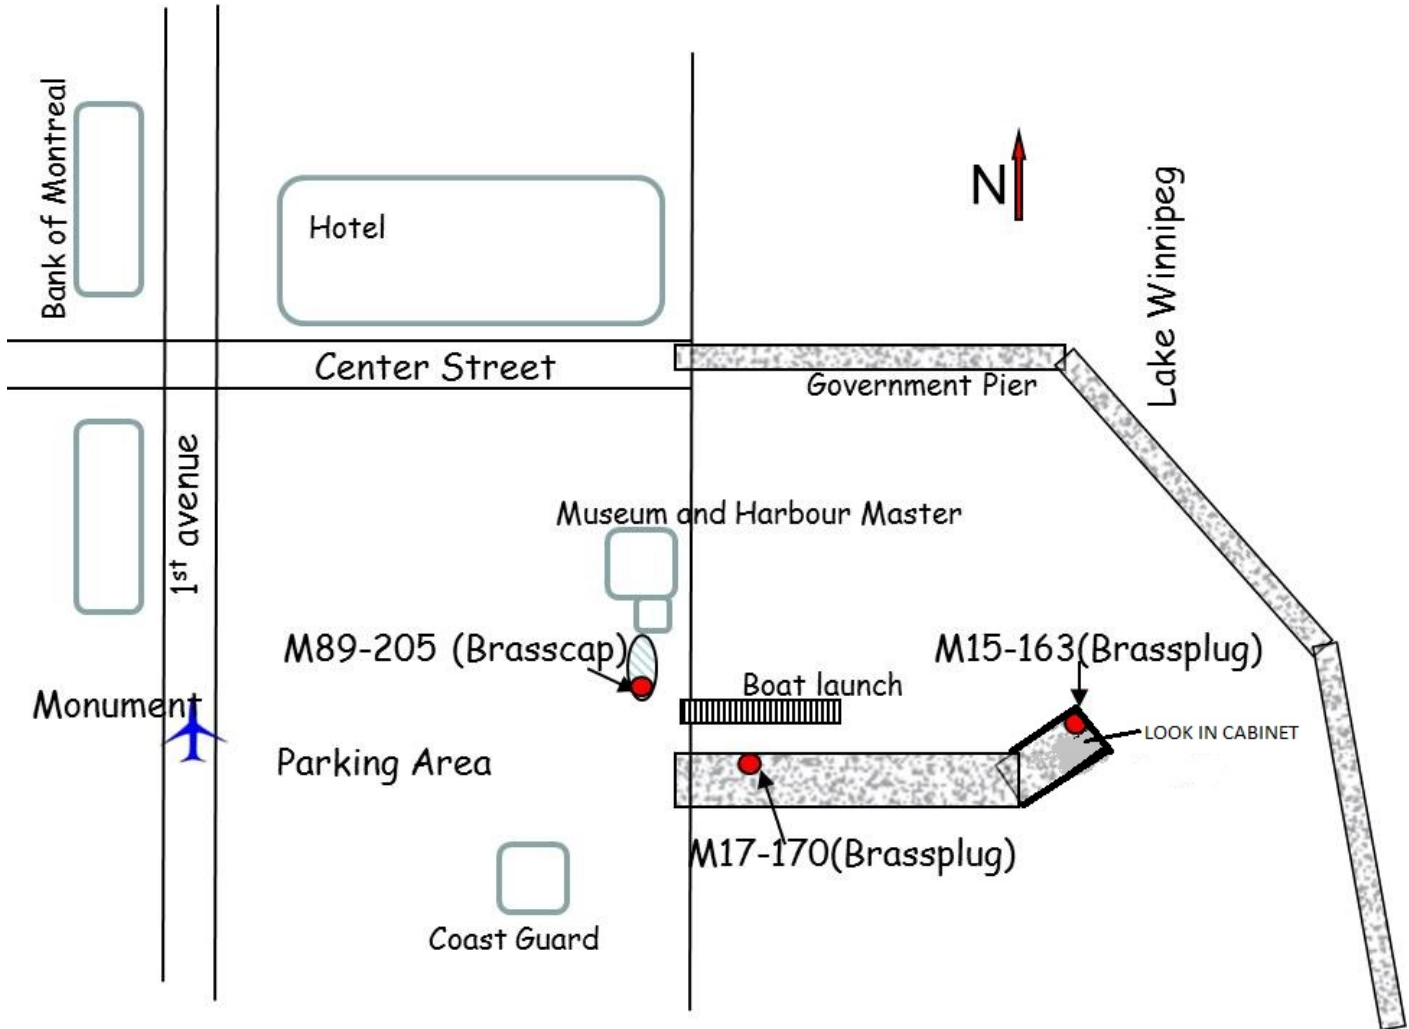 Bank of Montreal
Hotel
N
Lake Winnipeg
Center Street
Government Pier
1st avenue
Museum and Harbour Master
M89-205 (Brasscap)
M15-163(Brassplug)
Monument
Boat launch
LOOK IN CABINET
Parking Area
M17-170(Brassplug)
Coast Guard